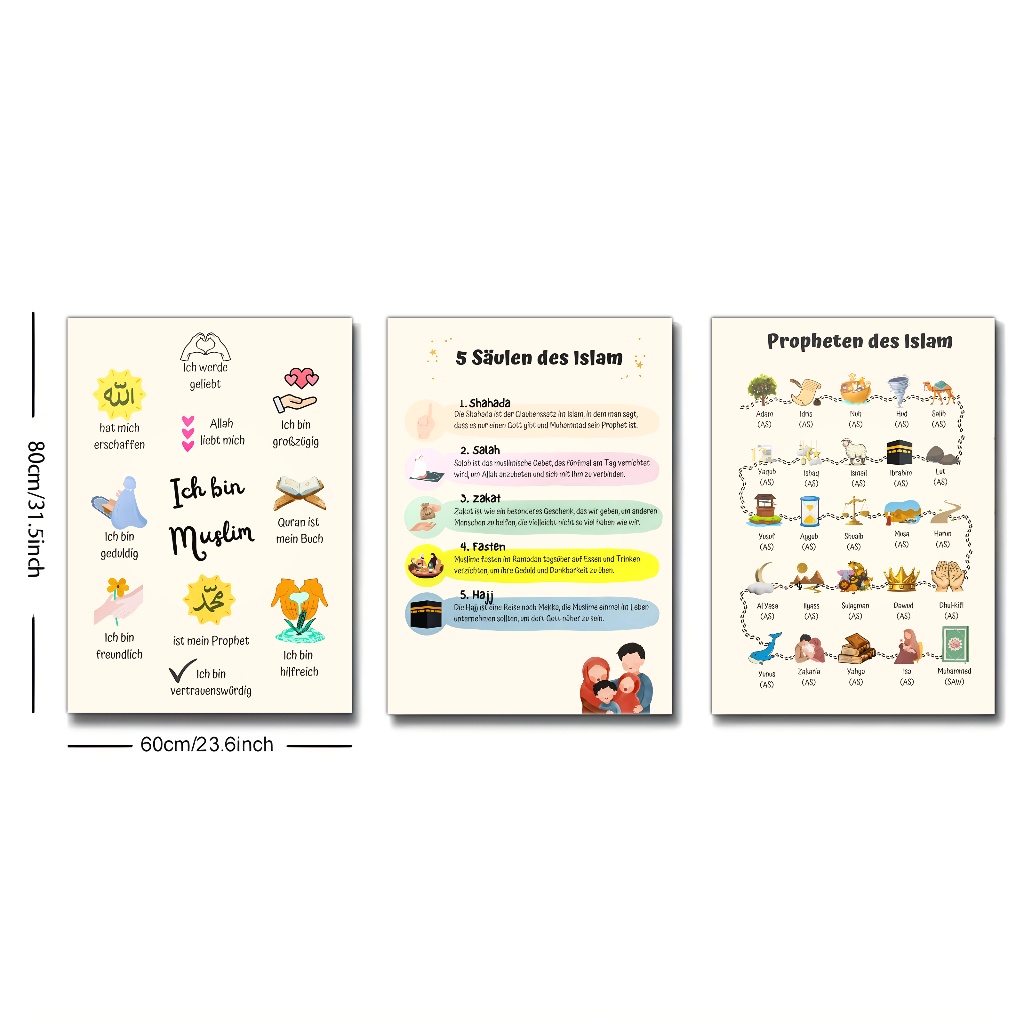 80cm/31.5inch
60cm/23.6inch
Ich werde
geliebt
الله
hat mich
erschaffen
Allah
liebt mich
Ich bin
großzügig
Ich bin
geduldig
Ich bin
Muslim
Quran ist
mein Buch
Ich bin
freundlich
محمد
ist mein Prophet
Ich bin
hilfreich
Ich bin
vertrauenswürdig
5 Säulen des Islam
1. Shahada
Die Shahada ist der Glaubenssatz im Islam, in dem man sagt,
dass es nur einen Gott gibt und Muhammad sein Prophet ist.
2. Salah
Salah ist das muslimische Gebet, das fünfmal am Tag verrichtet
wird, um Allah anzubeten und sich mit Ihm zu verbinden.
3. Zakat
Zakat ist wie ein besonderes Geschenk, das wir geben, um anderen
Menschen zu helfen, die vielleicht nicht so viel haben wie wir.
4. Fasten
Muslime fasten im Ramadan tagsüber auf Essen und Trinken
verzichten, um ihre Geduld und Dankbarkeit zu üben.
5. Hajj
Die Hajj ist eine Reise nach Mekka, die Muslime einmal im Leben
unternehmen sollten, um dort Gott näher zu sein.
Propheten des Islam
Adam Idris Nuh Hud Salih
(AS) (AS) (AS) (AS) (AS)
Yaqub Ishaq Ismail Ibrahim Lut
(AS) (AS) (AS) (AS) (AS)
Yusuf Ayyub Shuaib Musa Harun
(AS) (AS) (AS) (AS) (AS)
Al Yasa Ilyass Sulayman Dawud Dhul-kifl
(AS) (AS) (AS) (AS) (AS)
Yunus Zakaria Yahya Isa Muhammad
(AS) (AS) (AS) (AS) (SAW)